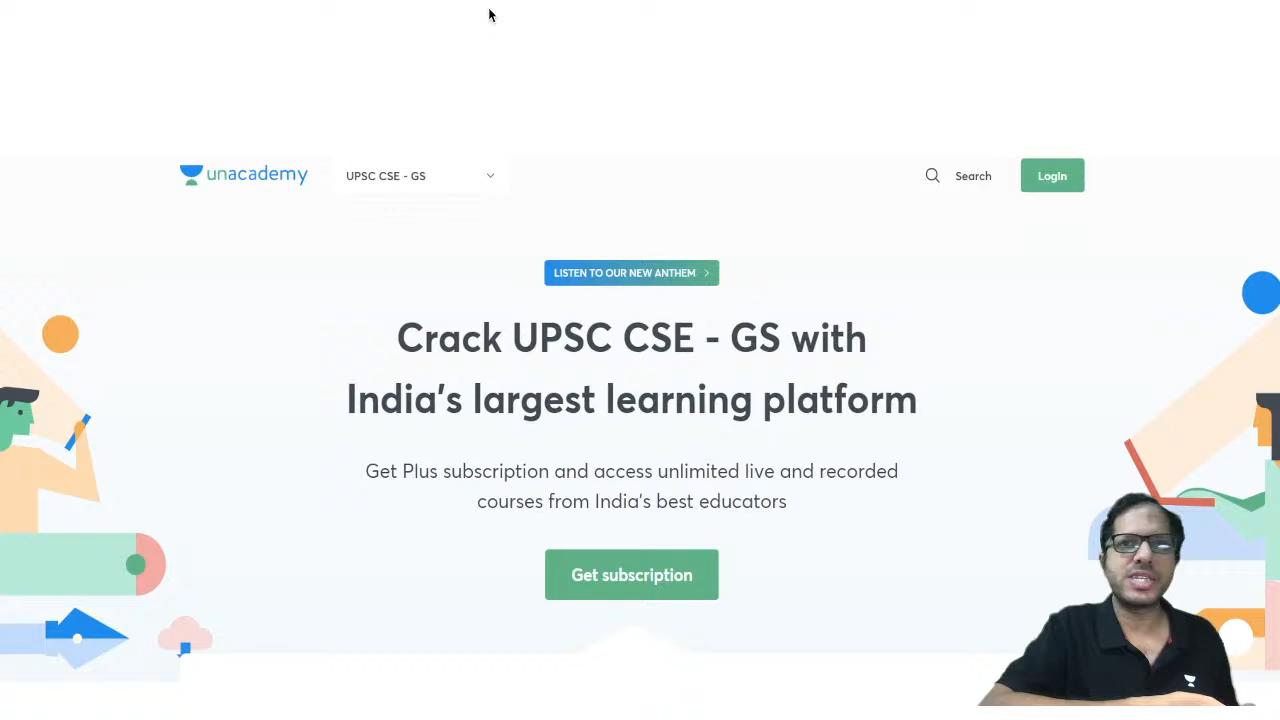 unacademy
UPSC CSE - GS
Search
Login
LISTEN TO OUR NEW ANTHEM
Crack UPSC CSE - GS with
India's largest learning platform
Get Plus subscription and access unlimited live and recorded
courses from India's best educators
Get subscription